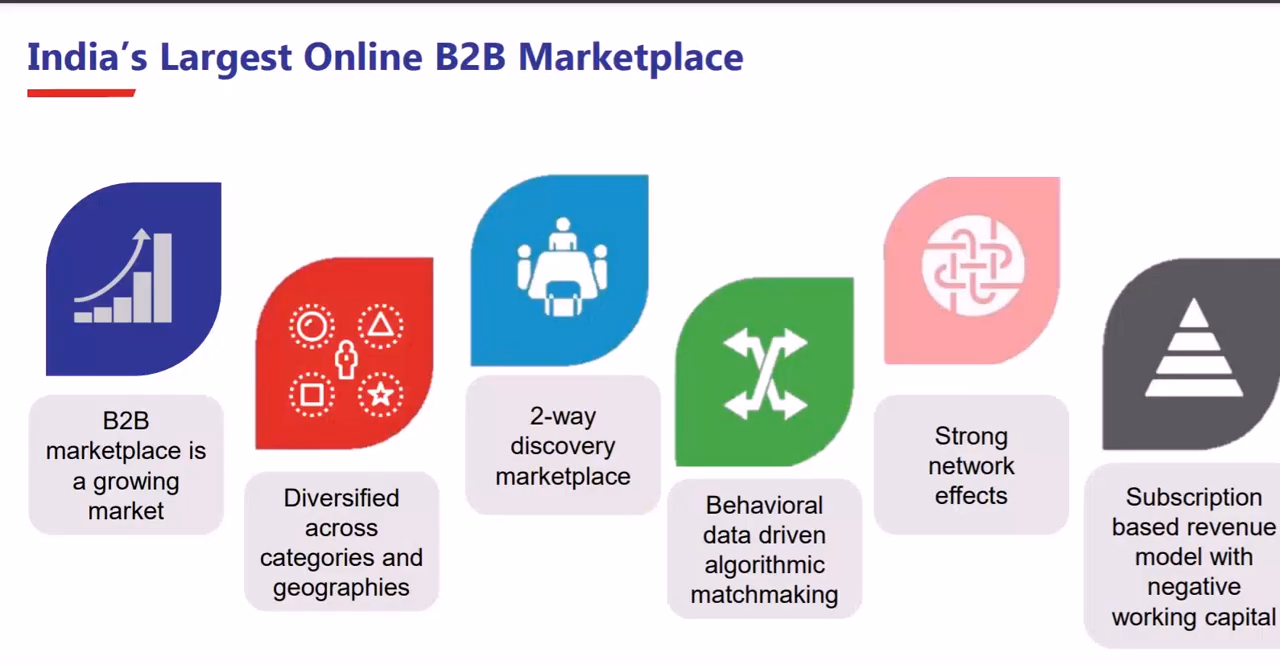 India’s Largest Online B2B Marketplace
B2B
marketplace is
a growing
market
Diversified
across
categories and
geographies
2-way
discovery
marketplace
Behavioral
data driven
algorithmic
matchmaking
Strong
network
effects
Subscription
based revenue
model with
negative
working capital